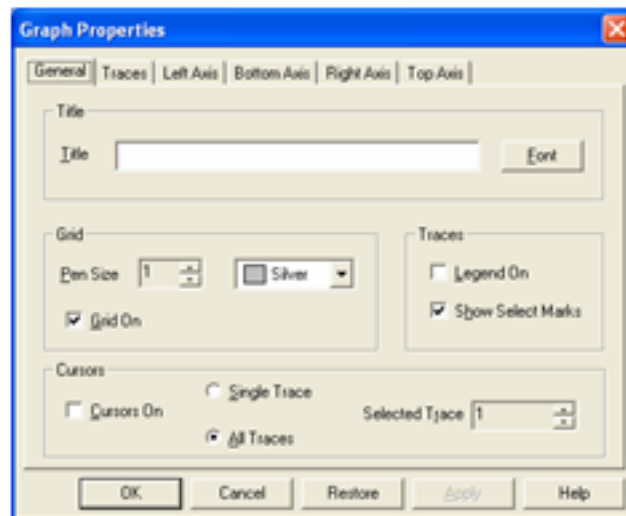 Graph Properties
General Traces Left Axis Bottom Axis Right Axis Top Axis
Title
Title Font
Grid Traces
Pen Size 1 Silver Legend On
Grid On Show Select Marks
Cursors
Single Trace
Cursors On Selected Trace 1
All Traces
OK Cancel Restore Apply Help